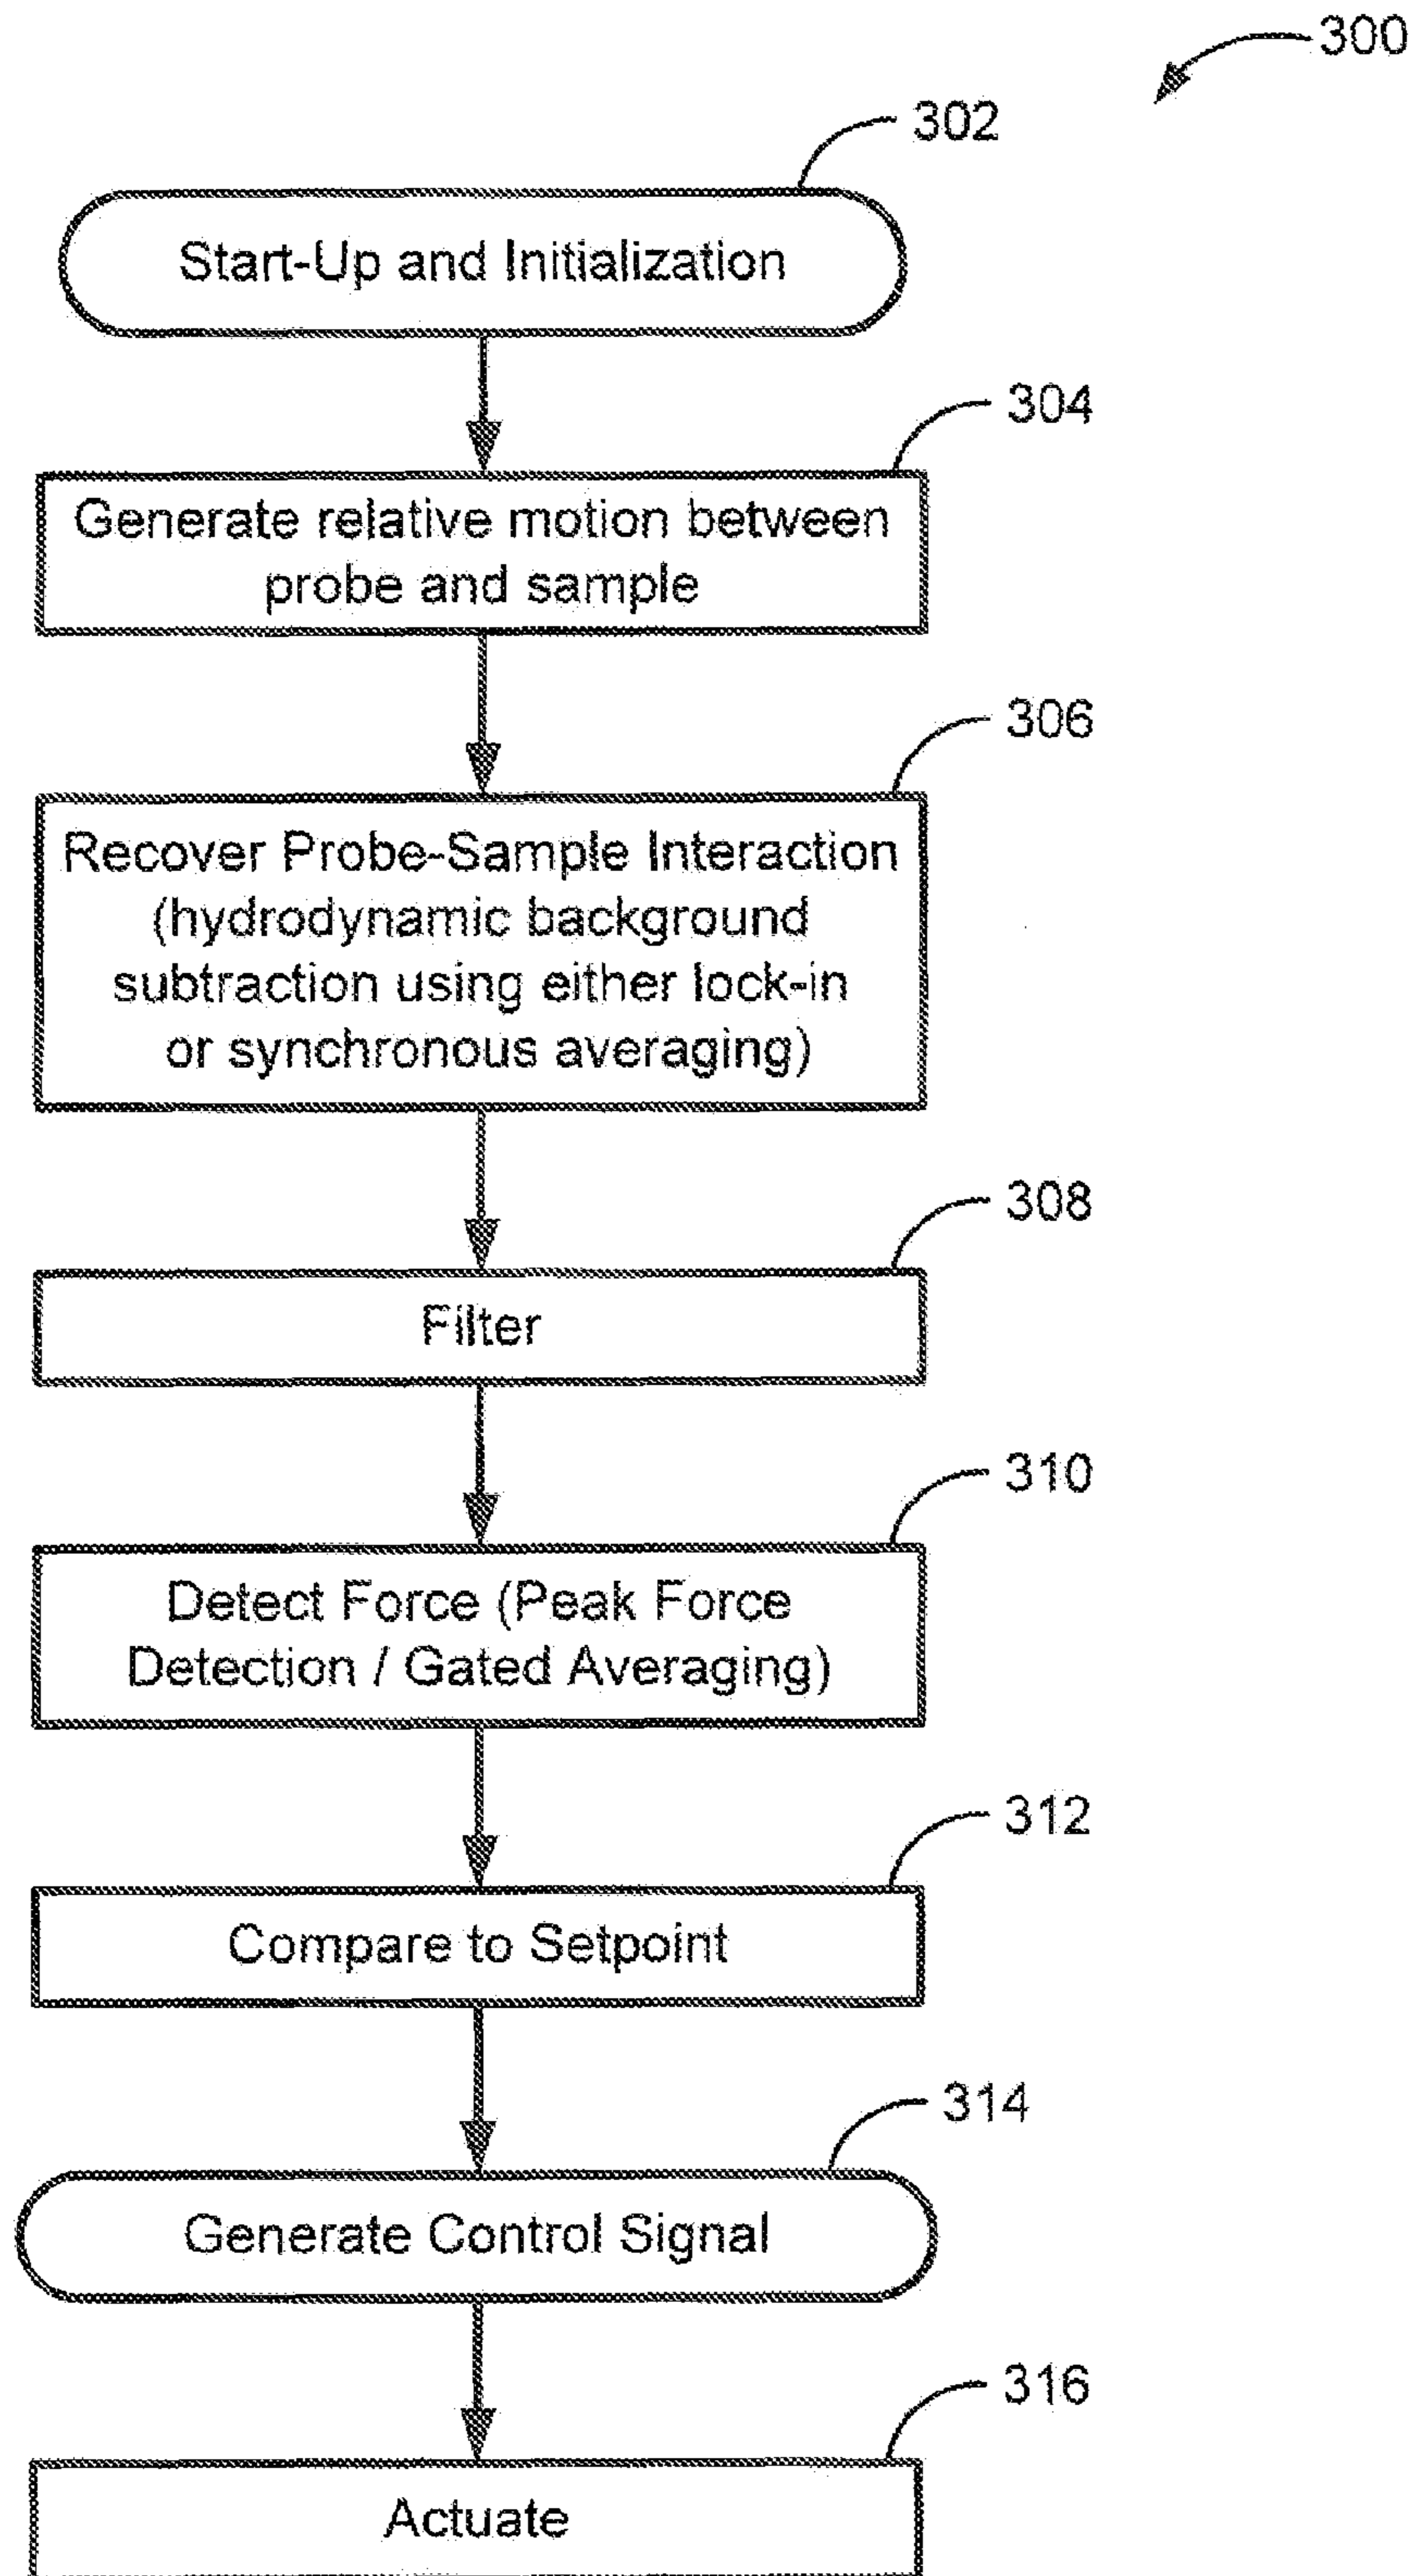 300
302
Start-Up and Initialization
304
Generate relative motion between
probe and sample
306
Recover Probe-Sample Interaction
(hydrodynamic background
subtraction using either lock-in
or synchronous averaging)
308
Filter
310
Detect Force (Peak Force
Detection / Gated Averaging)
312
Compare to Setpoint
314
Generate Control Signal
316
Actuate